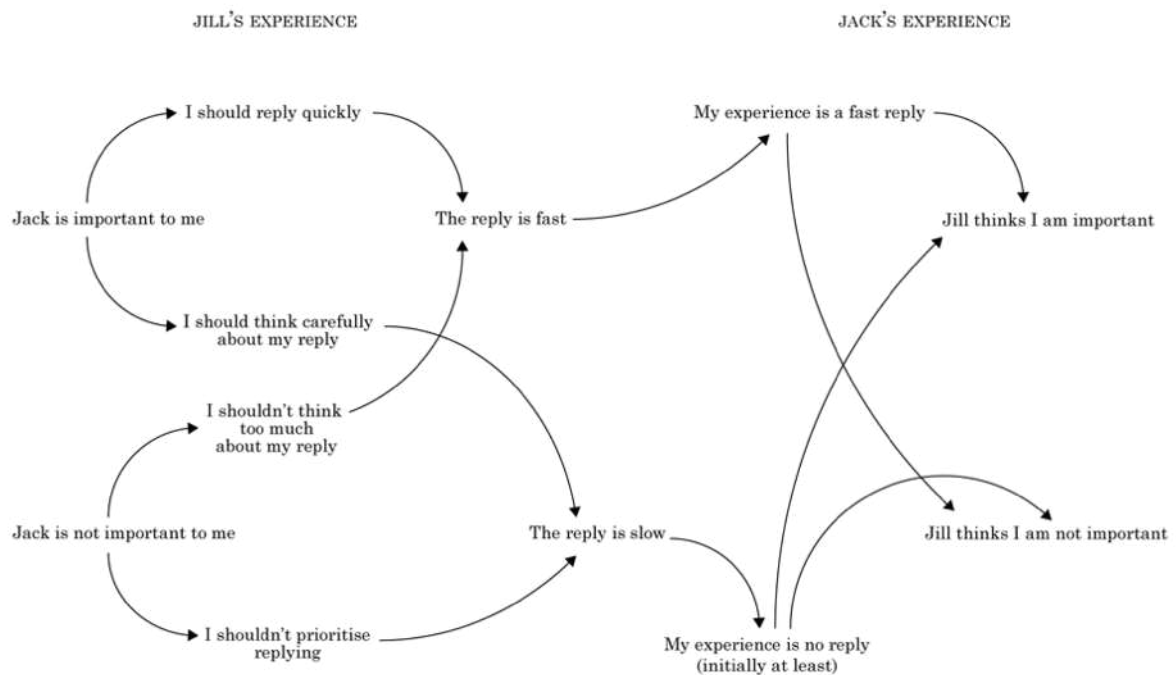 JILL'S EXPERIENCE
JACK'S EXPERIENCE
I should reply quickly
My experience is a fast reply
Jack is important to me
The reply is fast
Jill thinks I am important
I should think carefully
about my reply
I shouldn't think
too much
about my reply
Jack is not important to me
The reply is slow
Jill thinks I am not important
I shouldn't prioritise
replying
My experience is no reply
(initially at least)